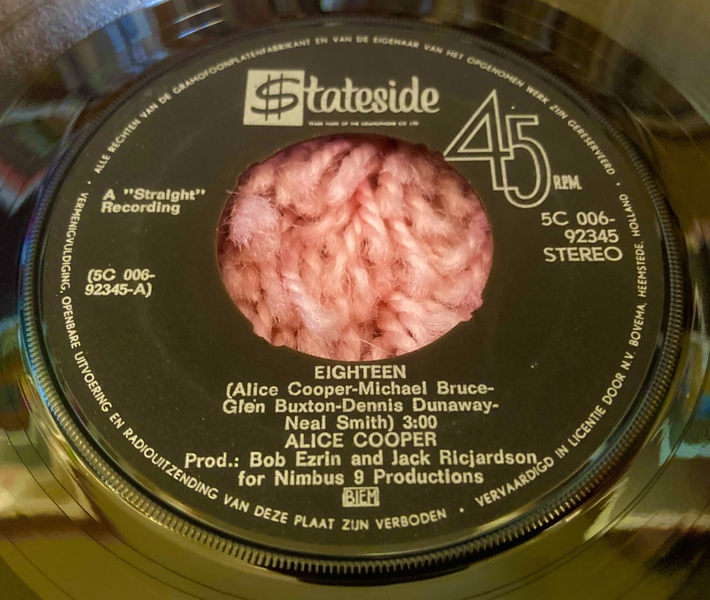 ALLE RECHTEN VAN DE GRAMOFOONPLATENFABRIKANT EN VAN DE EIGENAAR VAN HET OPGENOMEN WERK ZIJN GERESERVEERD •
$tateside
TRADE MARK OF THE GRAMOPHONE CO LTD
45 RPM
A "Straight"
Recording
5C 006-
92345
STEREO
(5C 006-
92345-A)
EIGHTEEN
(Alice Cooper-Michael Bruce-
Glen Buxton-Dennis Dunaway-
Neal Smith) 3:00
ALICE COOPER
Prod.: Bob Ezrin and Jack Ricjardson
for Nimbus 9 Productions
BIEM
VERMENIGVULDIGING, OPENBARE UITVOERING EN RADIOUITZENDING VAN DEZE PLAAT ZIJN VERBODEN •
VERVAARDIGD IN LICENTIE DOOR N.V. BOVEMA, HEEMSTEDE, HOLLAND